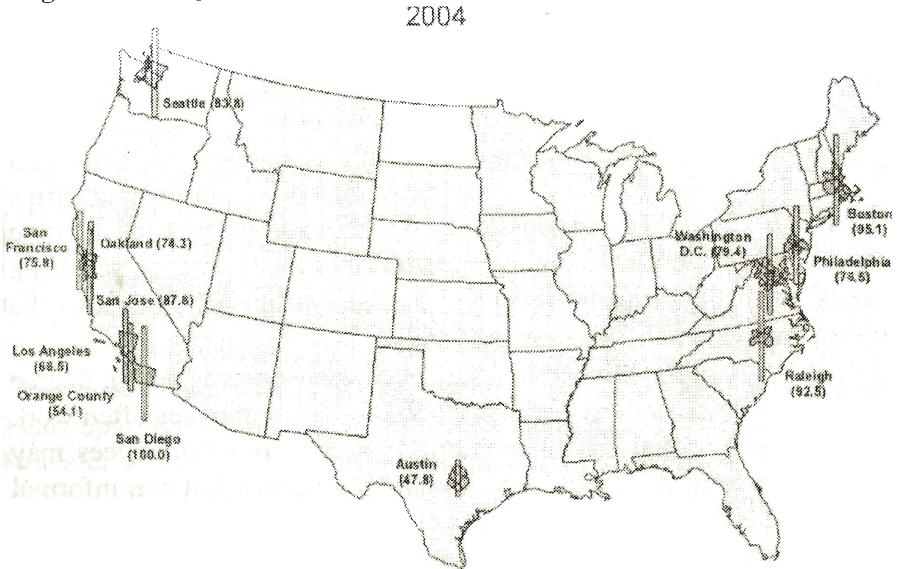 2004
Seattle (83.8)
San
Francisco
(75.8)
Oakland (74.3)
San Jose (87.8)
Los Angeles
(68.5)
Orange County
(54.1)
San Diego
(100.0)
Austin
(47.8)
Washington
D.C. (79.4)
Boston
(95.1)
Philadelphia
(76.5)
Raleigh
(92.5)